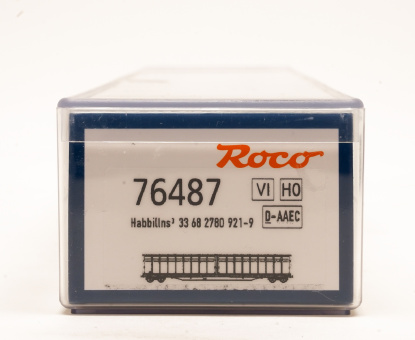 Roco
76487 VI H0
Habbillns³ 33 68 2780 921-9 D-AAEC